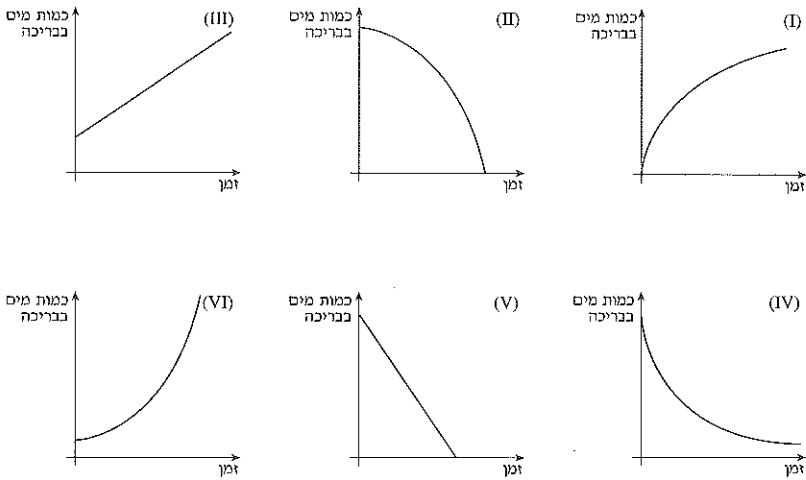 (I)
כמות מים
בבריכה
זמן
(II)
כמות מים
בבריכה
זמן
(III)
כמות מים
בבריכה
זמן
(IV)
כמות מים
בבריכה
זמן
(V)
כמות מים
בבריכה
זמן
(VI)
כמות מים
בבריכה
זמן